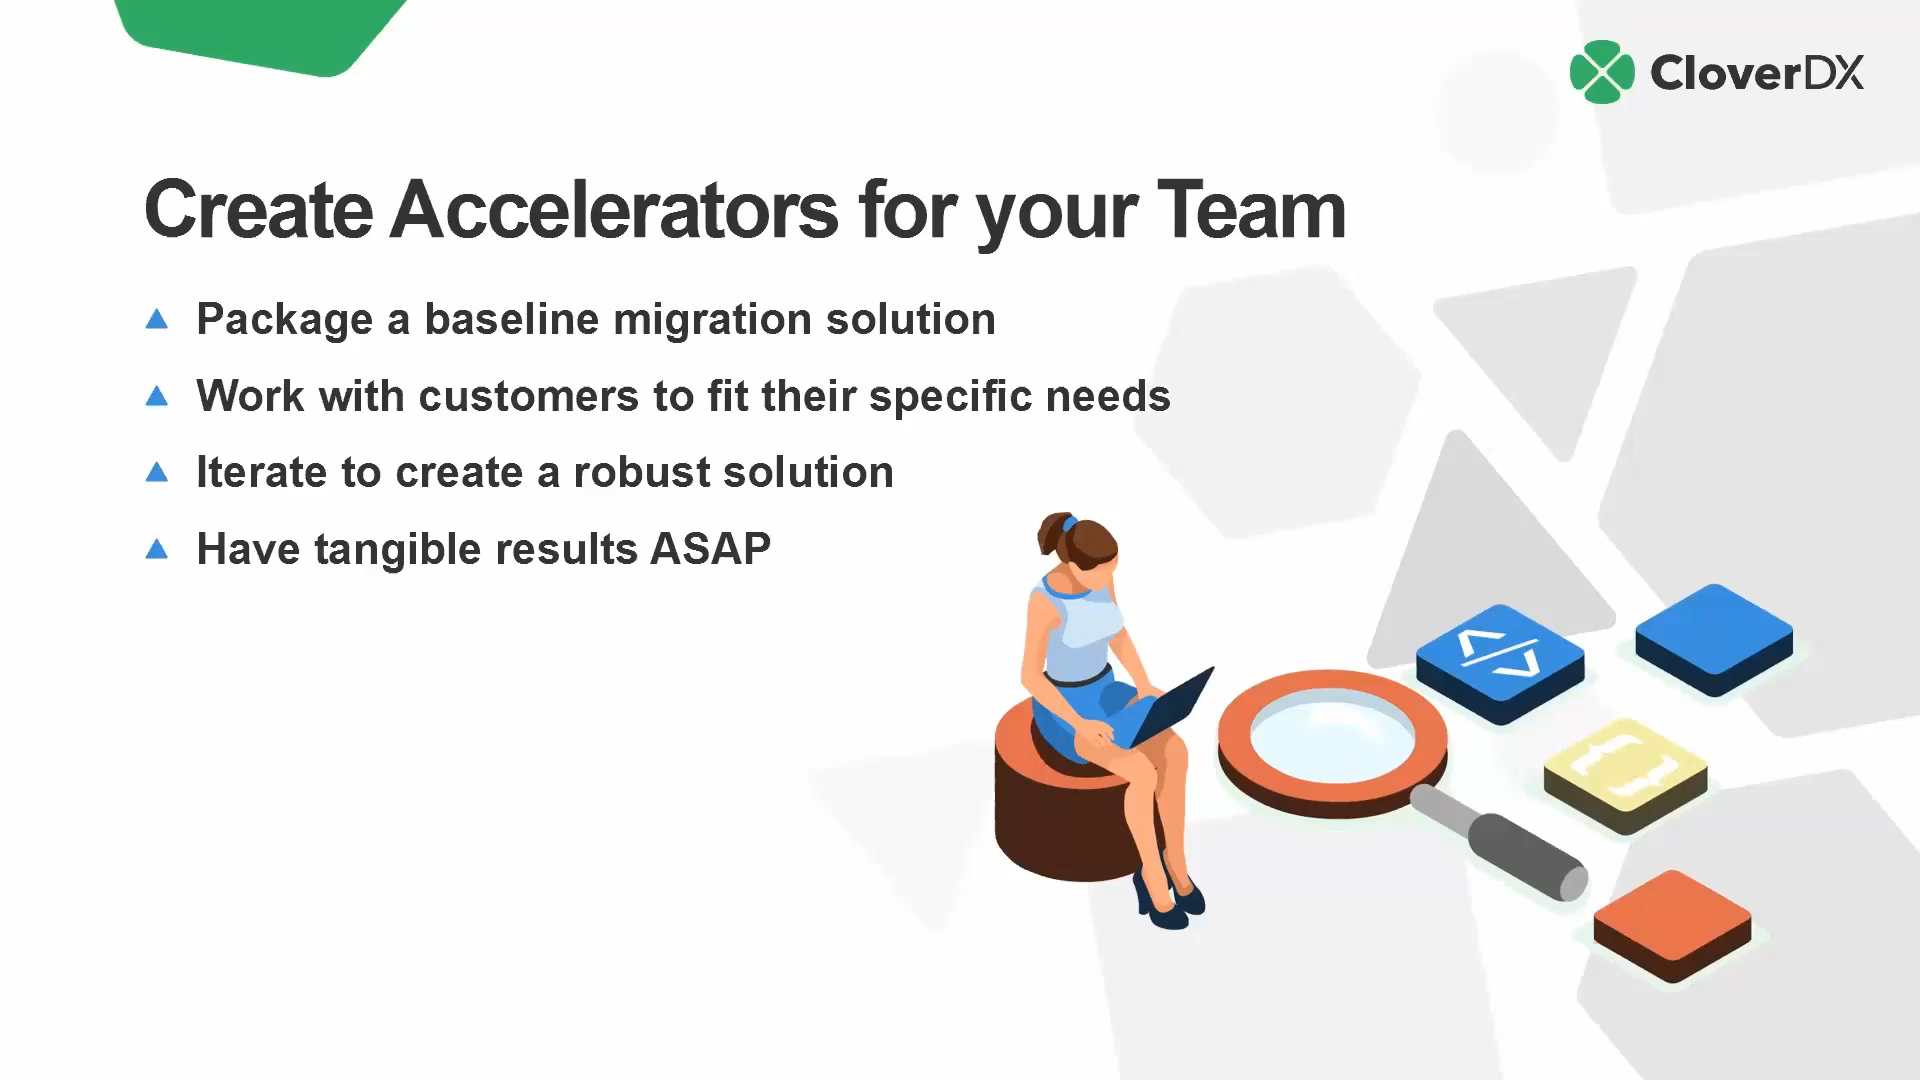 CloverDX
Create Accelerators for your Team
Package a baseline migration solution
Work with customers to fit their specific needs
Iterate to create a robust solution
Have tangible results ASAP